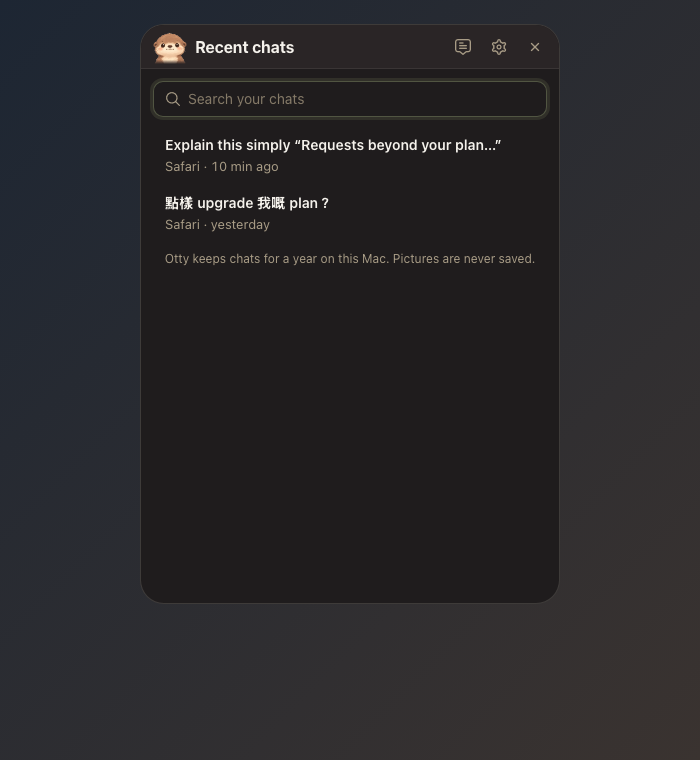 Recent chats
Search your chats
Explain this simply “Requests beyond your plan…”
Safari · 10 min ago
點樣 upgrade 我嘅 plan ?
Safari · yesterday
Otty keeps chats for a year on this Mac. Pictures are never saved.